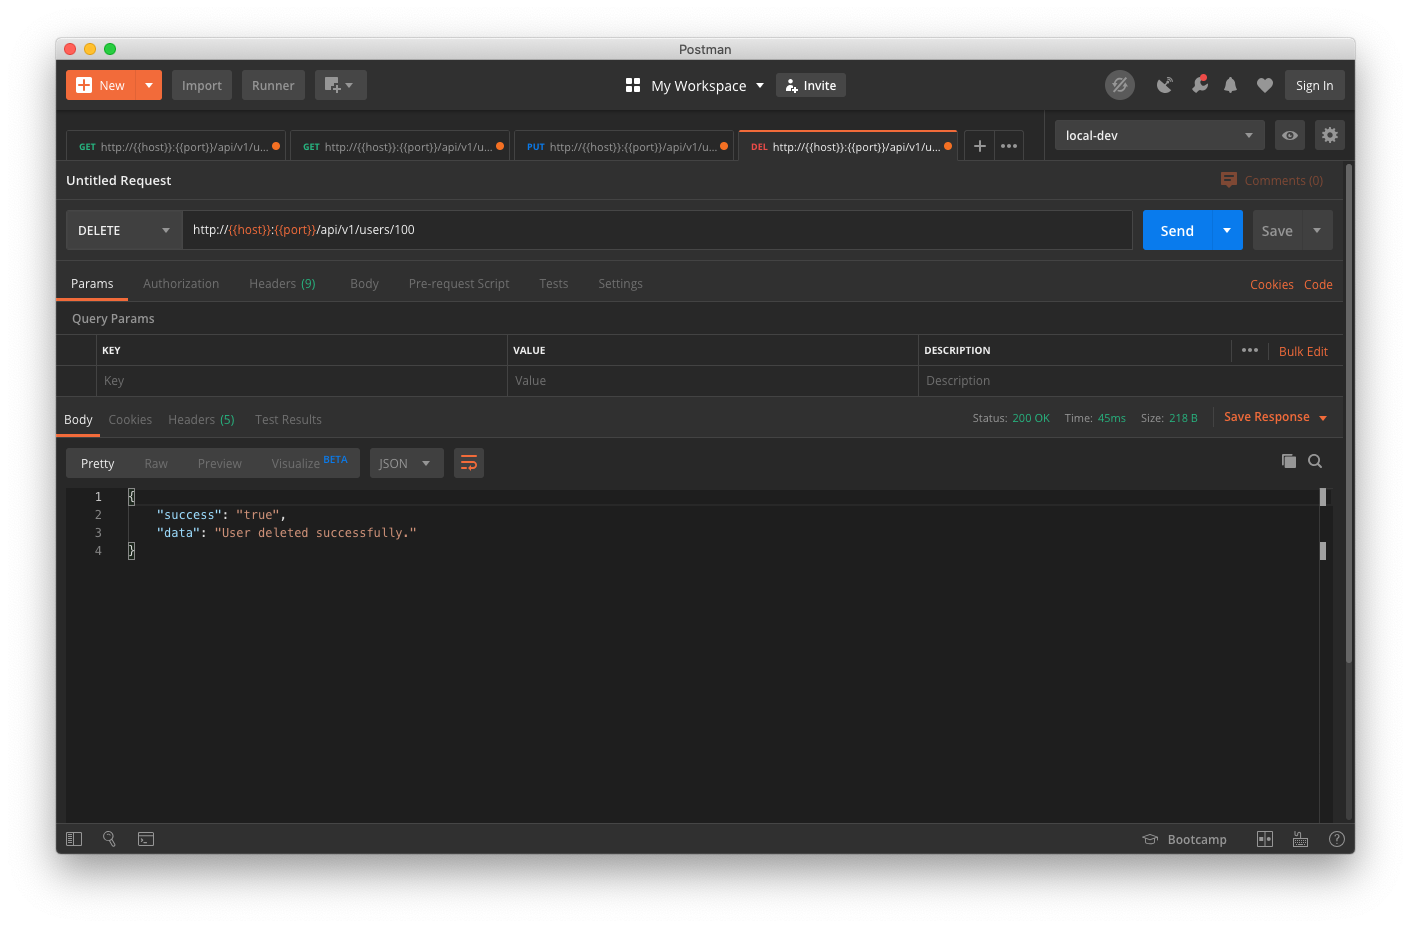 Postman
New Import Runner My Workspace Invite Sign In
GET http://{{host}}:{{port}}/api/v1/u... GET http://{{host}}:{{port}}/api/v1/u... PUT http://{{host}}:{{port}}/api/v1/u... DEL http://{{host}}:{{port}}/api/v1/u... + ••• local-dev
Untitled Request Comments (0)
DELETE http://{{host}}:{{port}}/api/v1/users/100 Send Save
Params Authorization Headers (9) Body Pre-request Script Tests Settings Cookies Code
Query Params
KEY VALUE DESCRIPTION ••• Bulk Edit
Key Value Description
Body Cookies Headers (5) Test Results Status: 200 OK Time: 45ms Size: 218 B Save Response
Pretty Raw Preview Visualize BETA JSON
1 {
2 "success": "true",
3 "data": "User deleted successfully."
4 }
Bootcamp